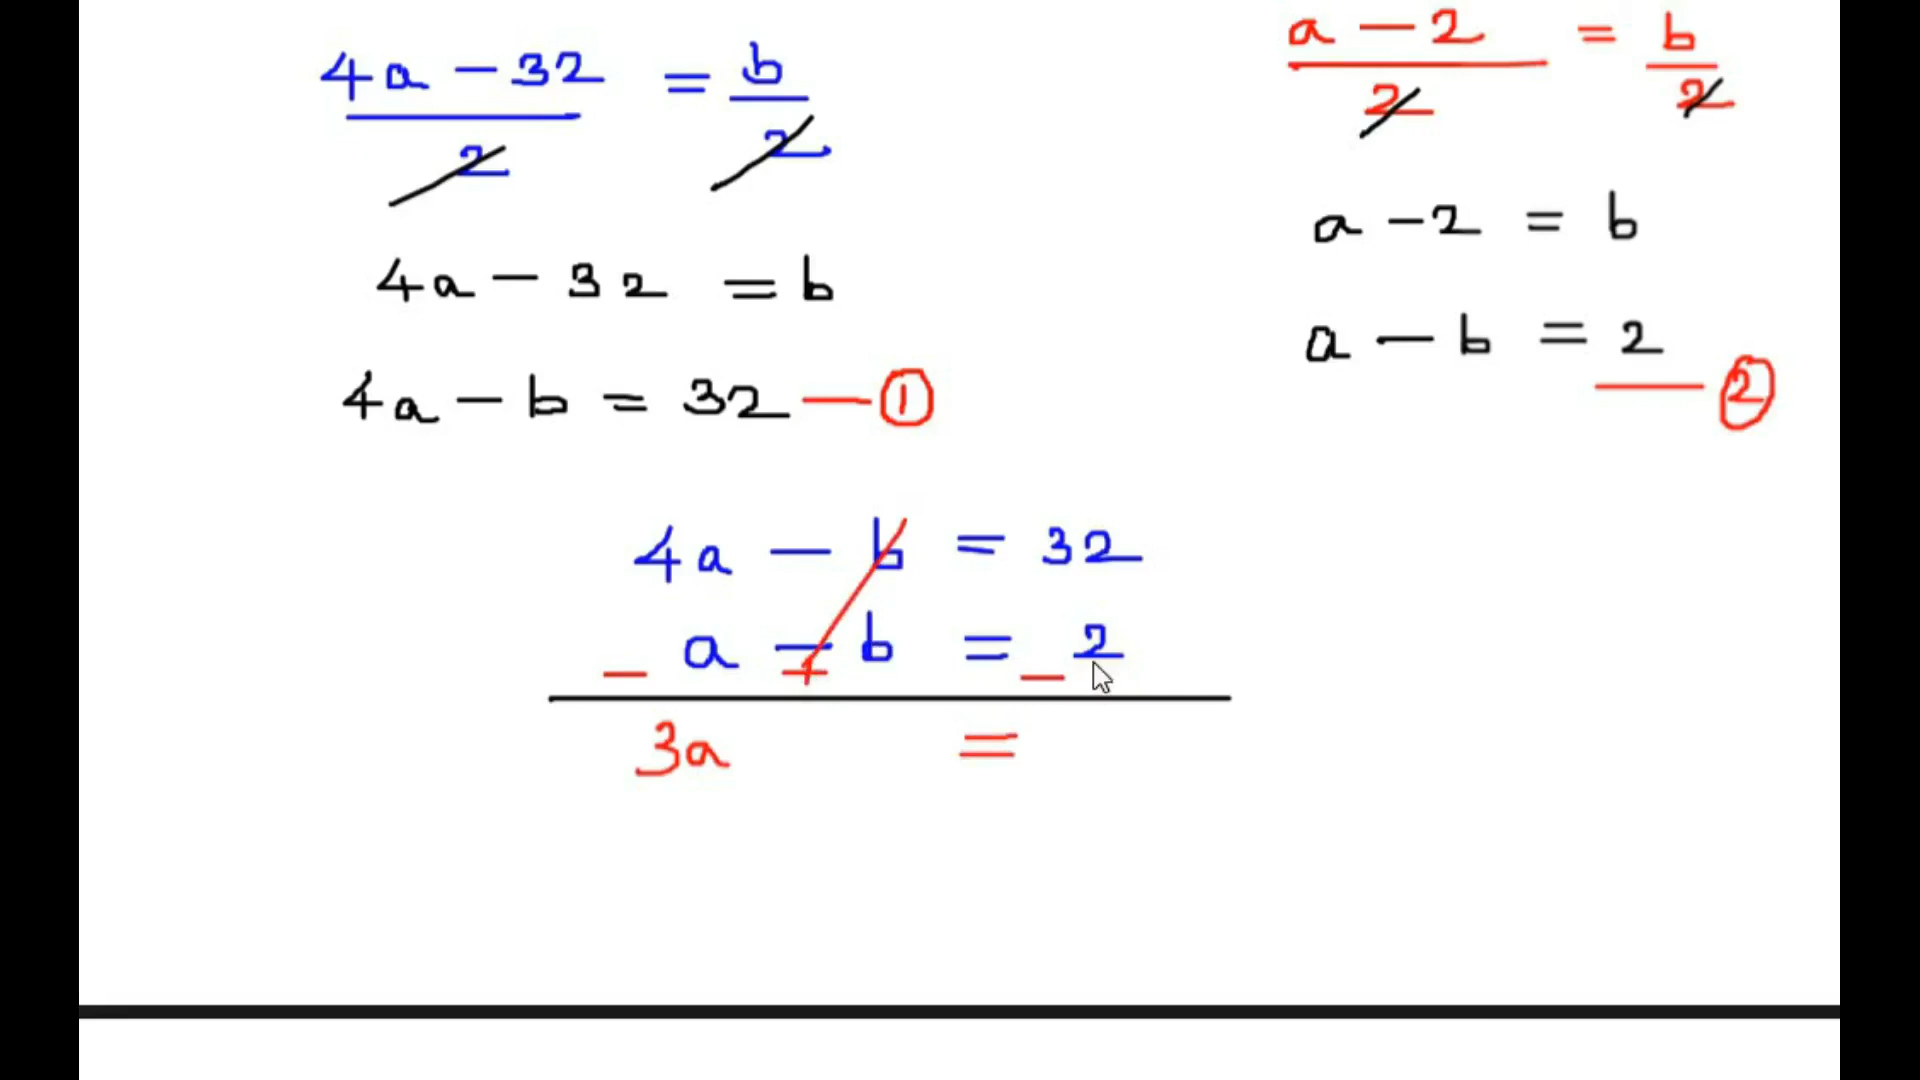 4a - 32 = b
2 2
4a - 32 = b
4a - b = 32 — ①
a - 2 = b
2 2
a - 2 = b
a - b = 2
— ②
4a - b = 32
a - b = 2
- + -
3a =